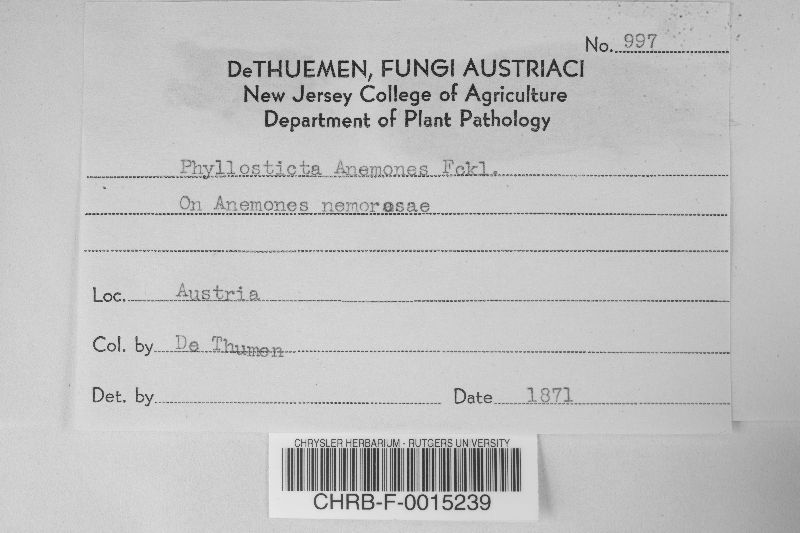 No. 997
DeTHUEMEN, FUNGI AUSTRIACI
New Jersey College of Agriculture
Department of Plant Pathology
Phyllosticta Anemones Fckl.
On Anemones nemorosae
Loc. Austria
Col. by De Thumen
Det. by
Date 1871
CHRYSLER HERBARIUM - RUTGERS UNIVERSITY
CHRB-F-0015239